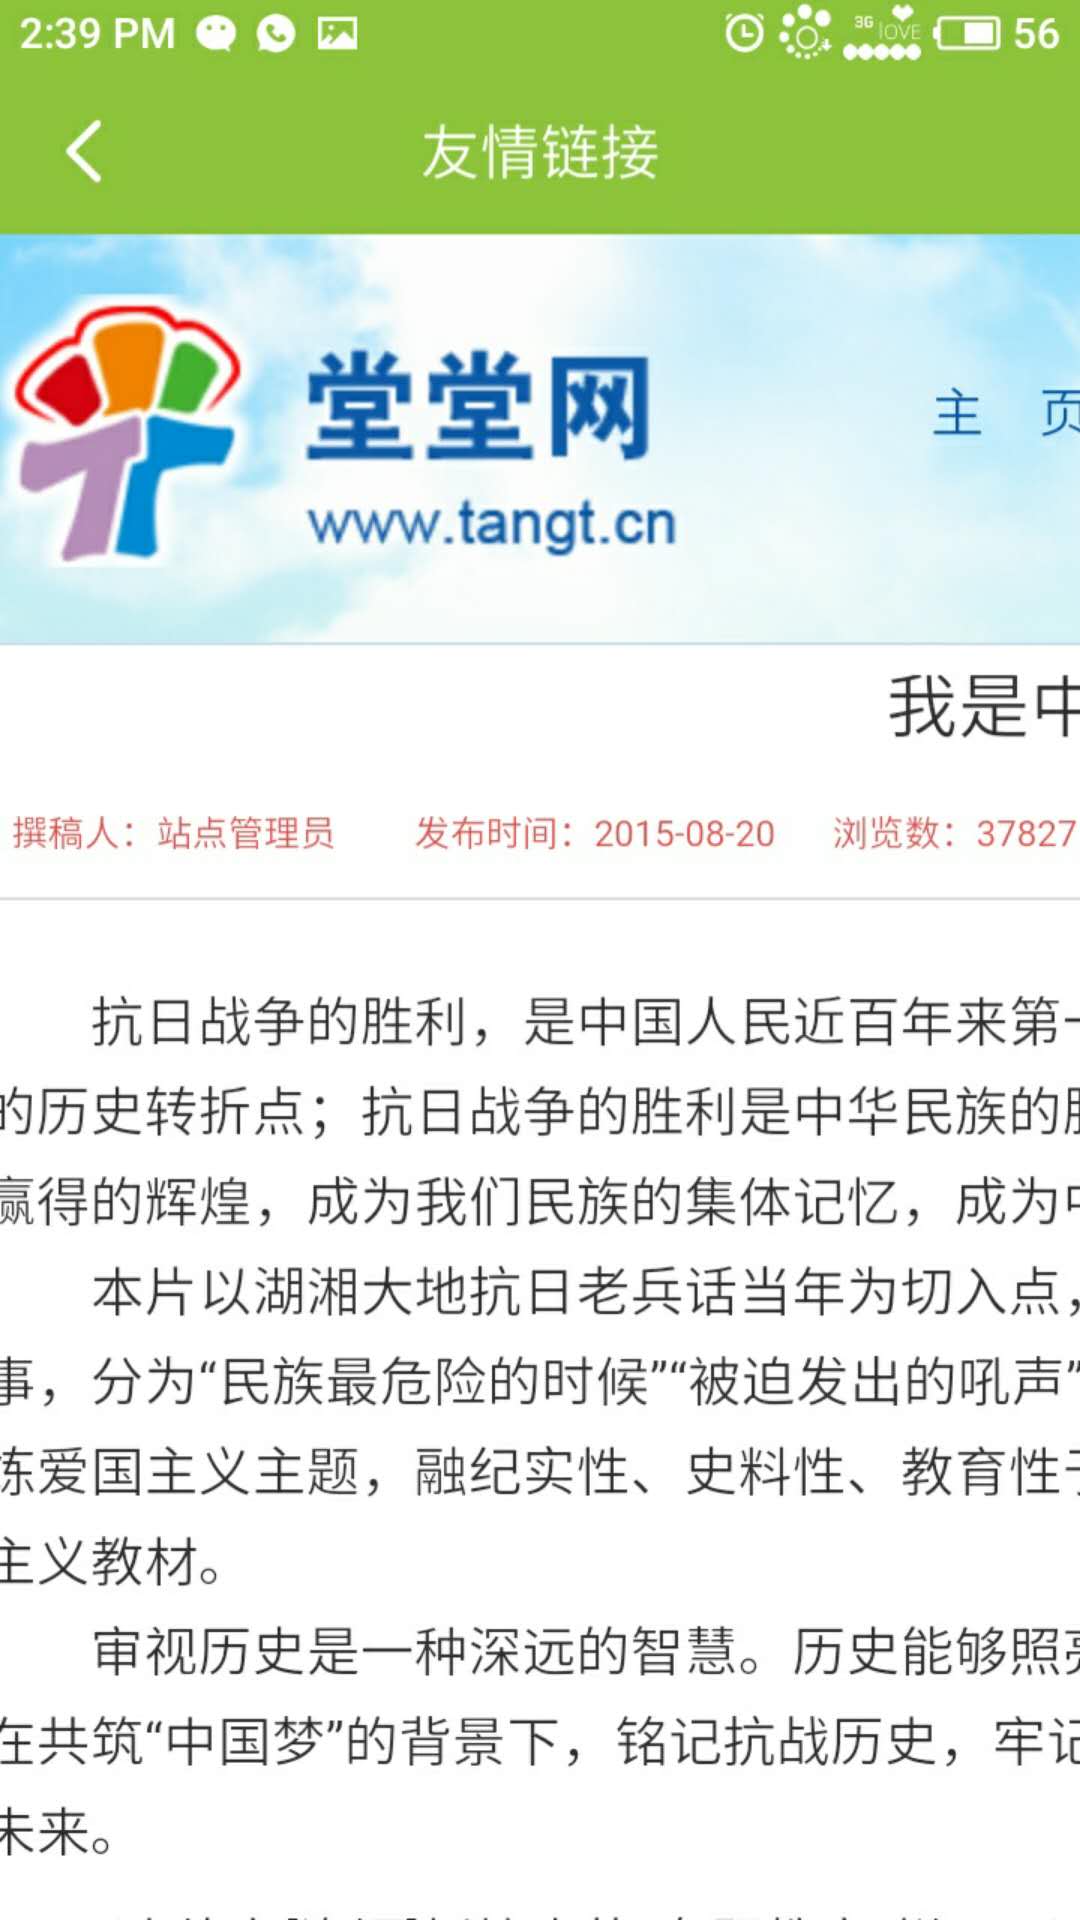 2:39 PM 3G lOVE 56
友情链接
堂堂网
www.tangt.cn
主 页
我是中
撰稿人：站点管理员 发布时间：2015-08-20 浏览数：37827
抗日战争的胜利，是中国人民近百年来第一
的历史转折点；抗日战争的胜利是中华民族的胜
赢得的辉煌，成为我们民族的集体记忆，成为中
本片以湖湘大地抗日老兵话当年为切入点，
事，分为“民族最危险的时候”“被迫发出的吼声”
炼爱国主义主题，融纪实性、史料性、教育性于
主义教材。
审视历史是一种深远的智慧。历史能够照亮
在共筑“中国梦”的背景下，铭记抗战历史，牢记
未来。